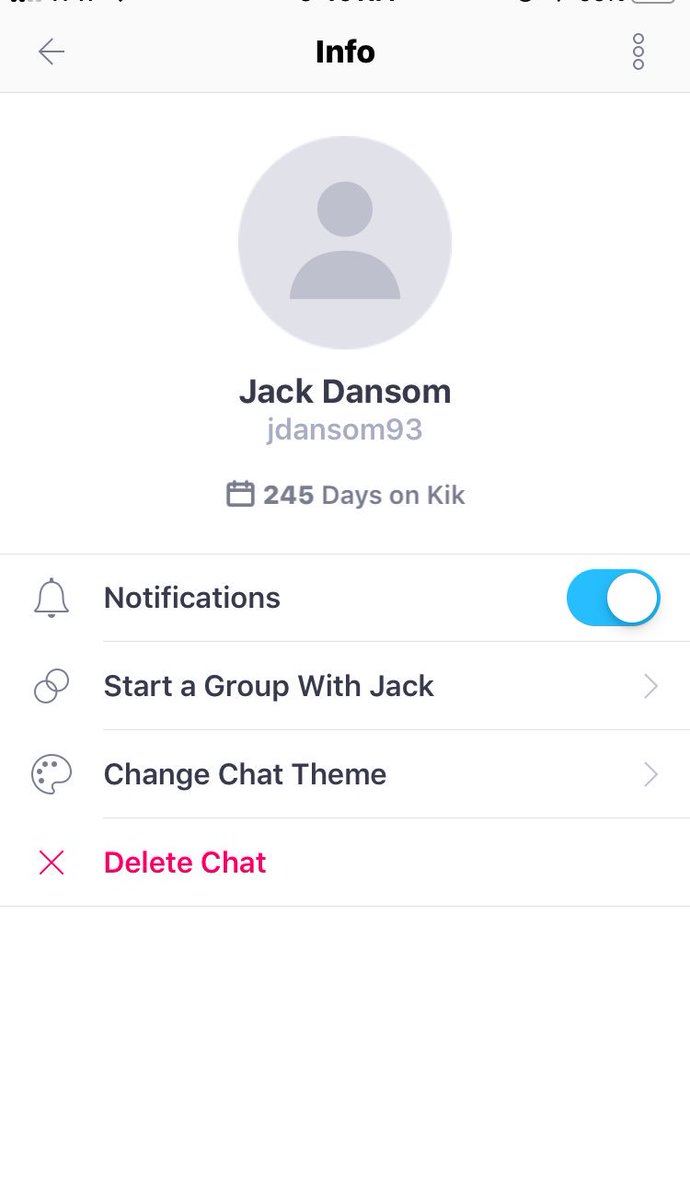 Info
Jack Dansom
jdansom93
245 Days on Kik
Notifications
Start a Group With Jack
Change Chat Theme
Delete Chat